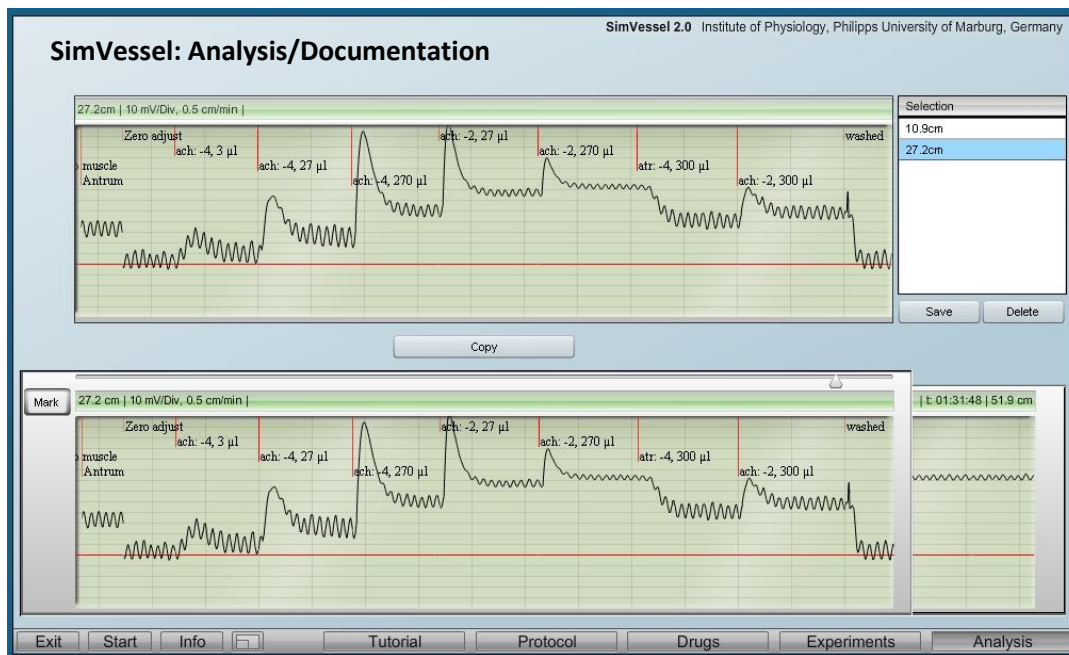 SimVessel 2.0 Institute of Physiology, Philipps University of Marburg, Germany
SimVessel: Analysis/Documentation
27.2cm | 10 mV/Div, 0.5 cm/min |
Zero adjust
ach: -2, 27 µl
washed
ach: -4, 3 µl
ach: -2, 270 µl
muscle
ach: -4, 27 µl
atr: -4, 300 µl
Antrum
ach: -4, 270 µl
ach: -2, 300 µl
Selection
10.9cm
27.2cm
Save
Delete
Copy
Mark
27.2 cm | 10 mV/Div, 0.5 cm/min |
| t: 01:31:48 | 51.9 cm
Zero adjust
ach: -2, 27 µl
washed
ach: -4, 3 µl
ach: -2, 270 µl
muscle
ach: -4, 27 µl
atr: -4, 300 µl
Antrum
ach: -4, 270 µl
ach: -2, 300 µl
Exit
Start
Info
Tutorial
Protocol
Drugs
Experiments
Analysis